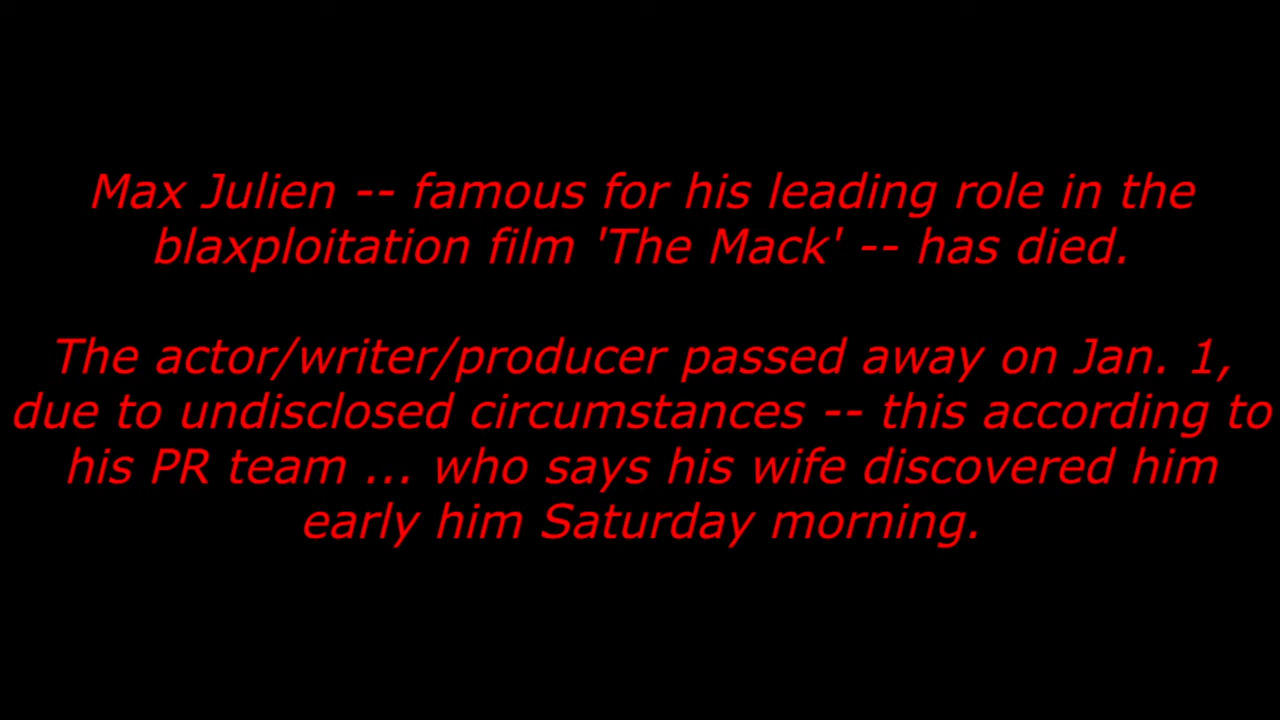 Max Julien -- famous for his leading role in the
blaxploitation film 'The Mack' -- has died.
The actor/writer/producer passed away on Jan. 1,
due to undisclosed circumstances -- this according to
his PR team ... who says his wife discovered him
early him Saturday morning.